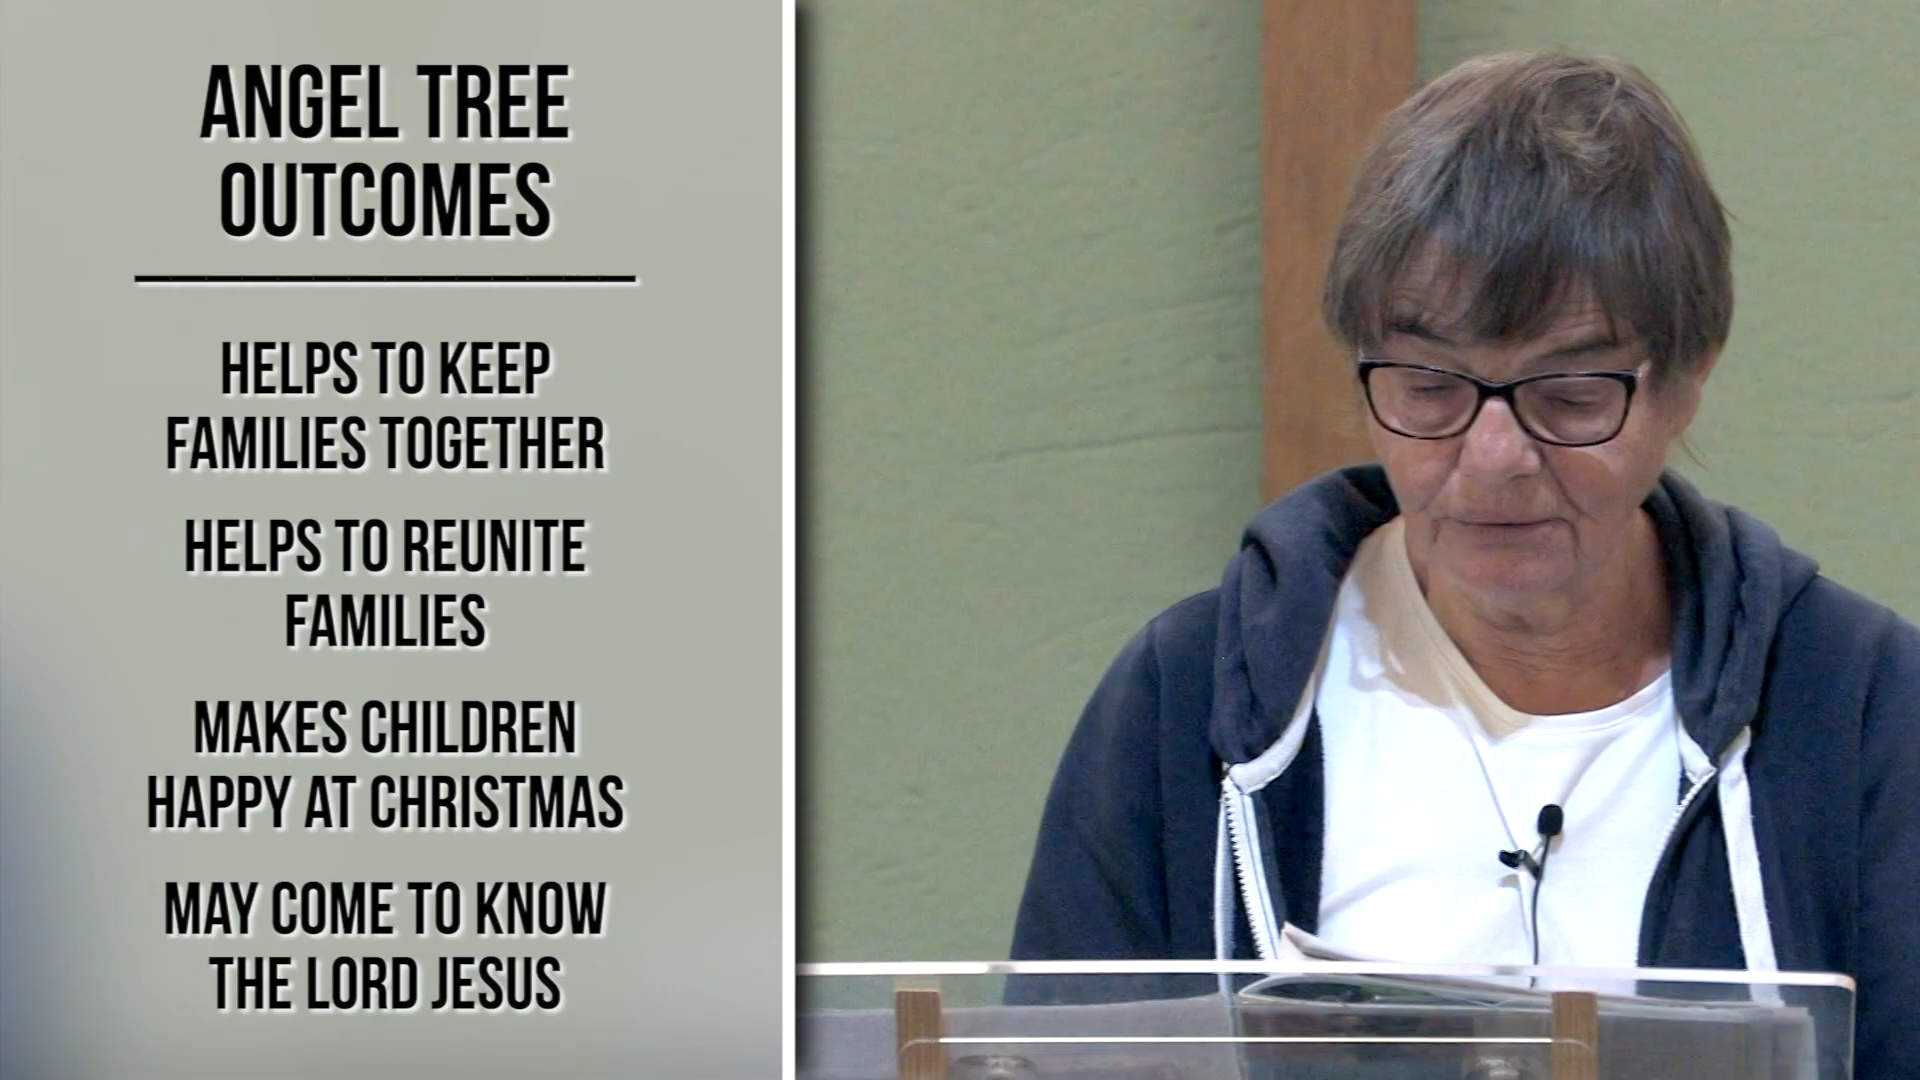 ANGEL TREE
OUTCOMES
HELPS TO KEEP
FAMILIES TOGETHER
HELPS TO REUNITE
FAMILIES
MAKES CHILDREN
HAPPY AT CHRISTMAS
MAY COME TO KNOW
THE LORD JESUS